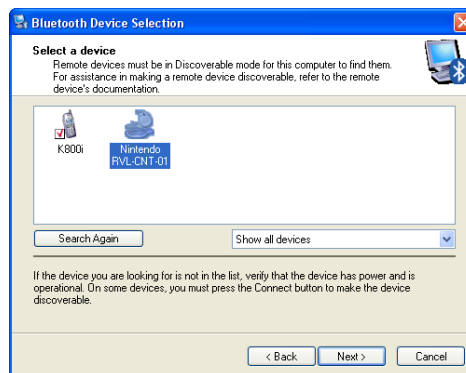 Bluetooth Device Selection
Select a device
Remote devices must be in Discoverable mode for this computer to find them.
For assistance in making a remote device discoverable, refer to the remote
device's documentation.
K800i
Nintendo
RVL-CNT-01
Search Again
Show all devices
If the device you are looking for is not in the list, verify that the device has power and is
operational. On some devices, you must press the Connect button to make the device
discoverable.
< Back
Next >
Cancel